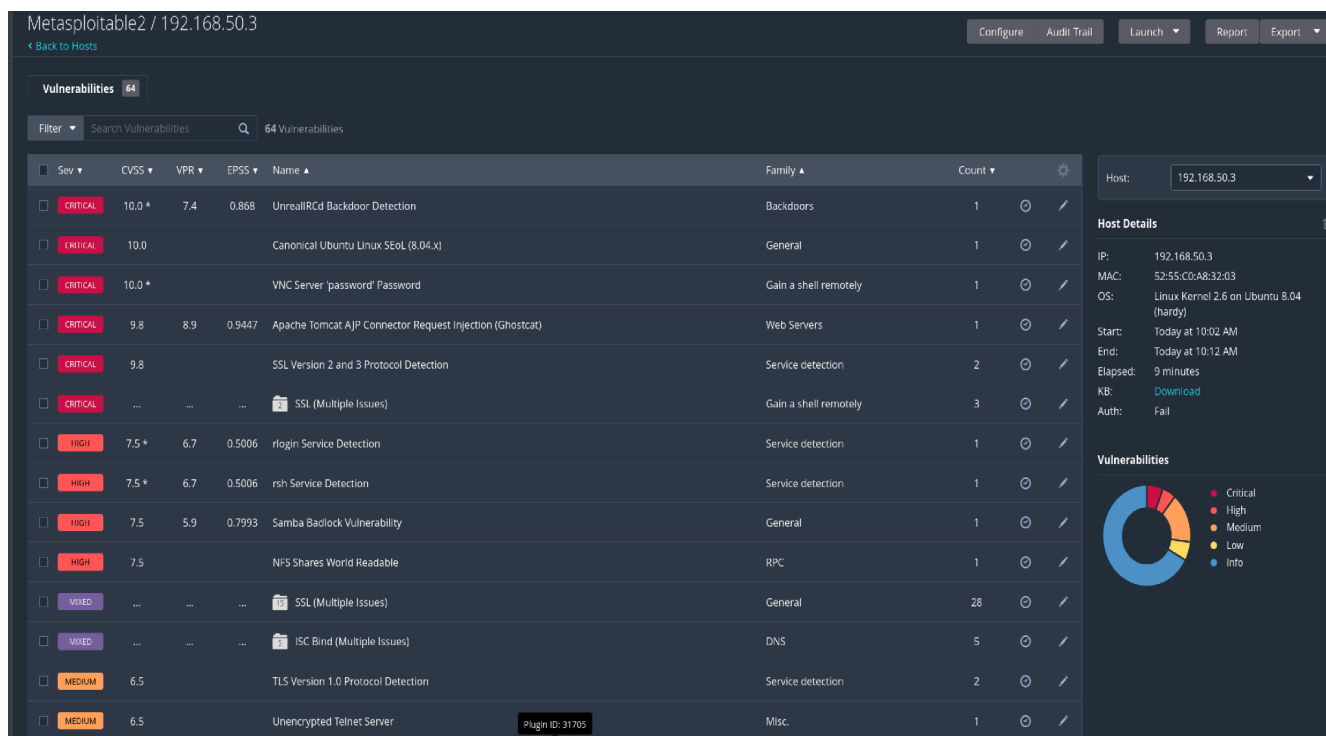 Metasploitable2 / 192.168.50.3
Back to Hosts
Configure Audit Trail Launch Report Export
Vulnerabilities 64
Filter Search Vulnerabilities 64 Vulnerabilities
Sev CVSS VPR EPSS Name Family Count
CRITICAL 10.0 * 7.4 0.868 UnrealIRCd Backdoor Detection Backdoors 1
CRITICAL 10.0 Canonical Ubuntu Linux SEoL (8.04.x) General 1
CRITICAL 10.0 * VNC Server 'password' Password Gain a shell remotely 1
CRITICAL 9.8 8.9 0.9447 Apache Tomcat AJP Connector Request Injection (Ghostcat) Web Servers 1
CRITICAL 9.8 SSL Version 2 and 3 Protocol Detection Service detection 2
CRITICAL ... ... ... 2 SSL (Multiple Issues) Gain a shell remotely 3
HIGH 7.5 * 6.7 0.5006 rlogin Service Detection Service detection 1
HIGH 7.5 * 6.7 0.5006 rsh Service Detection Service detection 1
HIGH 7.5 5.9 0.7993 Samba Badlock Vulnerability General 1
HIGH 7.5 NFS Shares World Readable RPC 1
MIXED ... ... ... 15 SSL (Multiple Issues) General 28
MIXED ... ... ... 5 ISC Bind (Multiple Issues) DNS 5
MEDIUM 6.5 TLS Version 1.0 Protocol Detection Service detection 2
MEDIUM 6.5 Unencrypted Telnet Server Misc. 1
Plugin ID: 31705
Host: 192.168.50.3
Host Details
IP: 192.168.50.3
MAC: 52:55:C0:A8:32:03
OS: Linux Kernel 2.6 on Ubuntu 8.04
(hardy)
Start: Today at 10:02 AM
End: Today at 10:12 AM
Elapsed: 9 minutes
KB: Download
Auth: Fail
Vulnerabilities
Critical
High
Medium
Low
Info